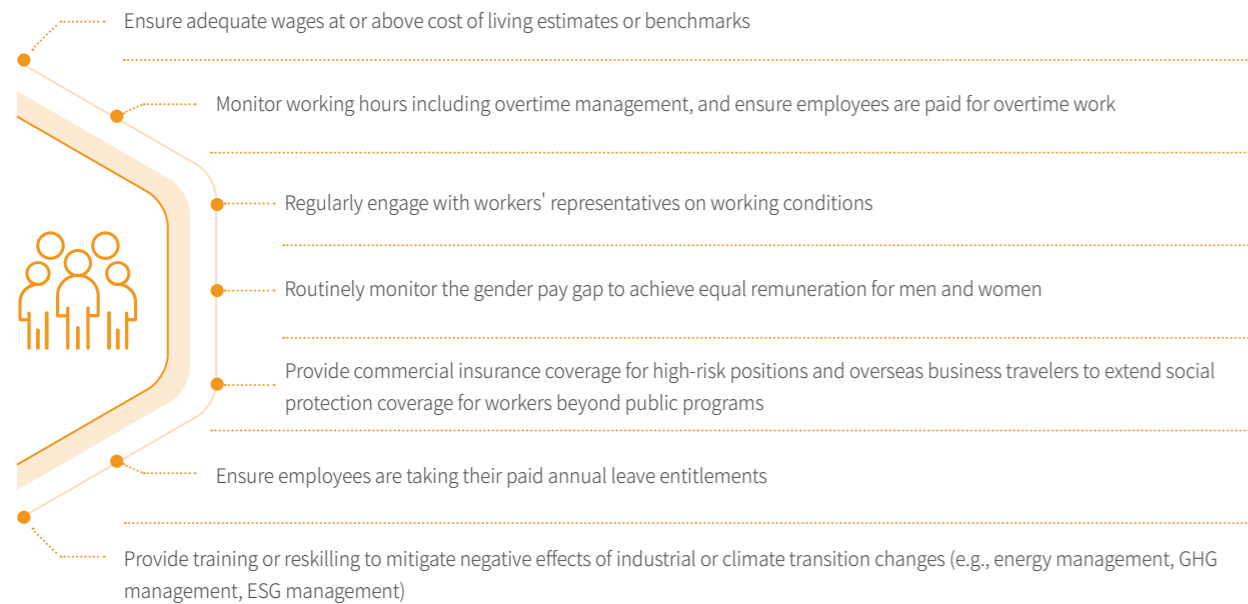 Ensure adequate wages at or above cost of living estimates or benchmarks
Monitor working hours including overtime management, and ensure employees are paid for overtime work
Regularly engage with workers' representatives on working conditions
Routinely monitor the gender pay gap to achieve equal remuneration for men and women
Provide commercial insurance coverage for high-risk positions and overseas business travelers to extend social
protection coverage for workers beyond public programs
Ensure employees are taking their paid annual leave entitlements
Provide training or reskilling to mitigate negative effects of industrial or climate transition changes (e.g., energy management, GHG
management, ESG management)